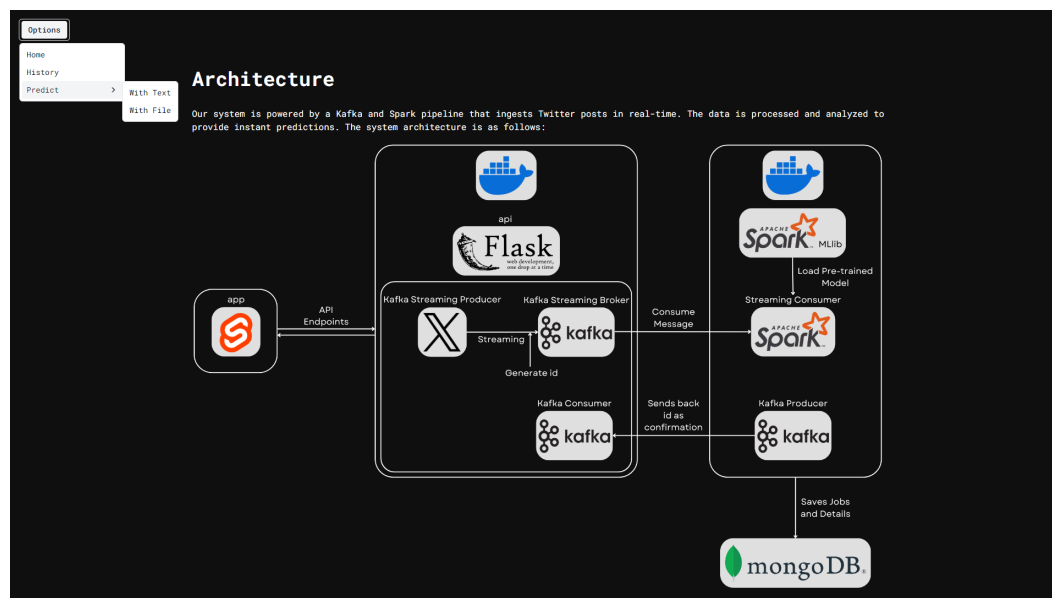 Options
Home
History
Predict
With Text
With File
Architecture
Our system is powered by a Kafka and Spark pipeline that ingests Twitter posts in real-time. The data is processed and analyzed to
provide instant predictions. The system architecture is as follows:
api
Flask
web development,
one drop at a time
APACHE
Spark
MLlib
Load Pre-trained
Model
app
API
Endpoints
Kafka Streaming Producer
Kafka Streaming Broker
Streaming
kafka
Generate id
Consume
Message
Streaming Consumer
APACHE
Spark
Kafka Consumer
kafka
Sends back
id as
confirmation
Kafka Producer
kafka
Saves Jobs
and Details
mongoDB